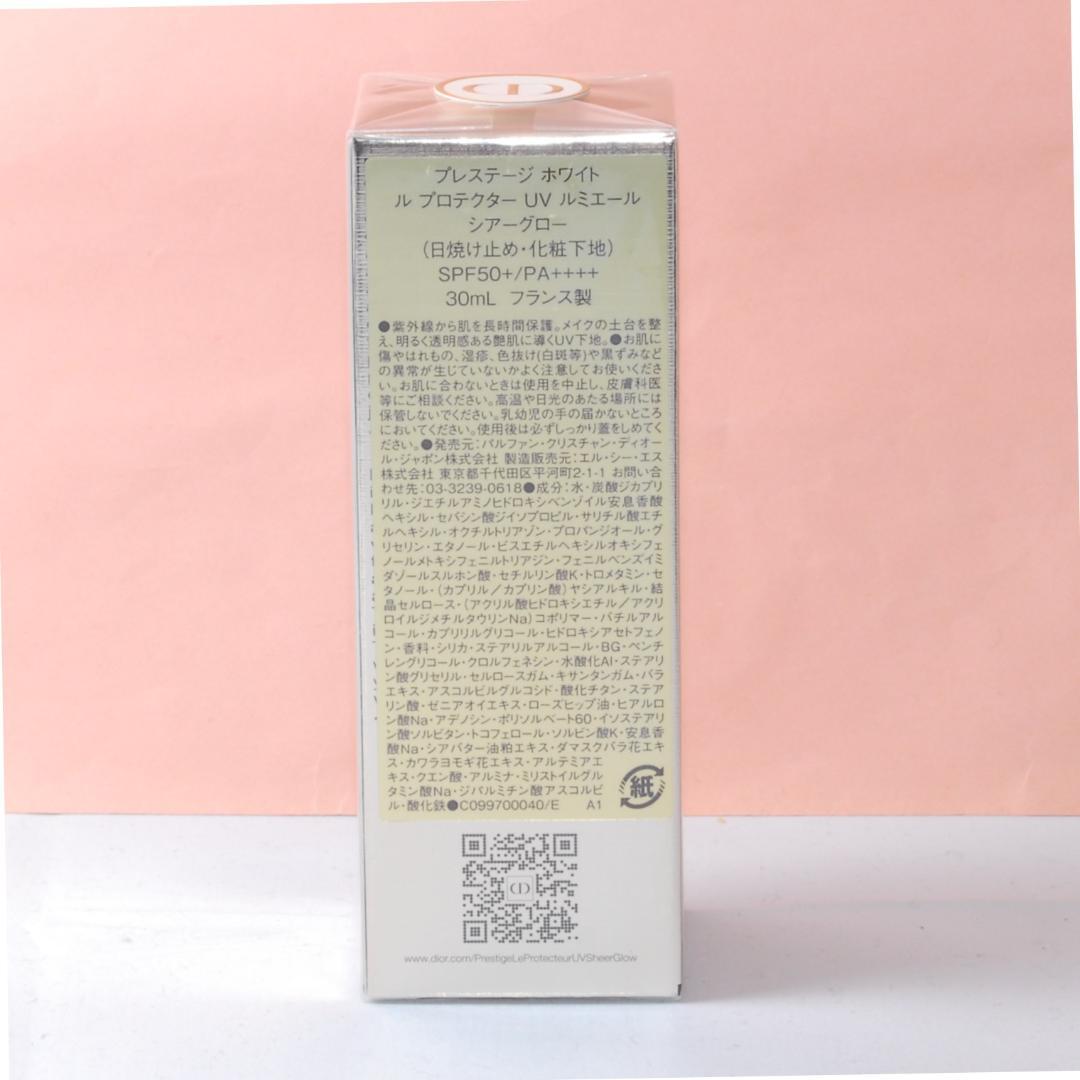 CD
プレステージ ホワイト
ル プロテクター UV ルミエール
シアーグロー
(日焼け止め・化粧下地)
SPF50+/PA++++
30mL フランス製
●紫外線から肌を長時間保護。メイクの土台を整
え、明るく透明感ある艶肌に導くUV下地。●お肌に
傷やはれもの、湿疹、色抜け(白斑等)や黒ずみなど
の異常が生じていないかよく注意してお使いくださ
い。お肌に合わないときは使用を中止し、皮膚科医
等にご相談ください。高温や日光のあたる場所には
保管しないでください。乳幼児の手の届かないところ
においてください。使用後は必ずしっかり蓋をしめてく
ださい。●発売元:パルファン・クリスチャン・ディオー
ル・ジャポン株式会社 製造販売元:エル・シー・エス
株式会社 東京都千代田区平河町2-1-1 お問い合
わせ先:03-3239-0618●成分:水・炭酸ジカプリ
リル・ジエチルアミノヒドロキシベンゾイル安息香酸
ヘキシル・セバシン酸ジイソプロピル・サリチル酸エチ
ルヘキシル・オクチルトリアゾン・プロパンジオール・グ
リセリン・エタノール・ビスエチルヘキシルオキシフェ
ノールメトキシフェニルトリアジン・フェニルベンズイミ
ダゾールスルホン酸・セチルリン酸K・トロメタミン・セ
タノール・(カプリル/カプリン酸)ヤシアルキル・結
晶セルロース・(アクリル酸ヒドロキシエチル/アクリ
ロイルジメチルタウリンNa)コポリマー・バチルアル
コール・カプリリルグリコール・ヒドロキシアセトフェノ
ン・香料・シリカ・ステアリルアルコール・BG・ペンチ
レングリコール・クロルフェネシン・水酸化Al・ステアリ
ン酸グリセリル・セルロースガム・キサンタンガム・バラ
エキス・アスコルビルグルコシド・酸化チタン・ステア
リン酸・ゼニアオイエキス・ローズヒップ油・ヒアルロ
ン酸Na・アデノシン・ポリソルベート60・イソステアリ
ン酸ソルビタン・トコフェロール・ソルビン酸K・安息香
酸Na・シアバター油粕エキス・ダマスクバラ花エキ
ス・カワラヨモギ花エキス・アルテミアエ
キス・クエン酸・アルミナ・ミリストイルグル
タミン酸Na・ジパルミチン酸アスコルビ
ル・酸化鉄●C099700040/E A1
紙
CD
www.dior.com/PrestigeLeProtecteurUVSheerGlow